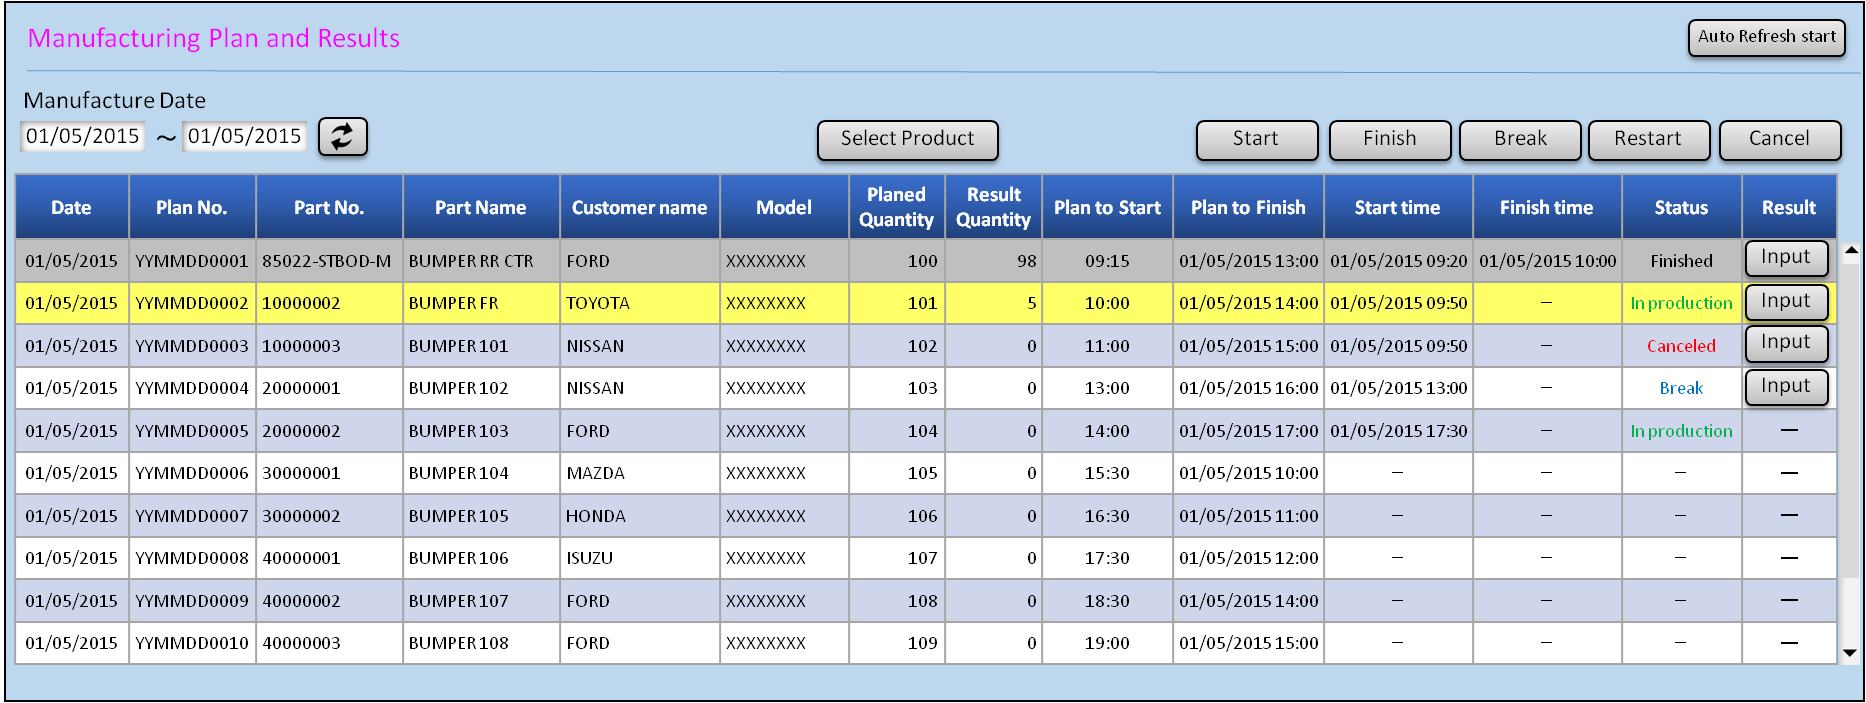 Manufacturing Plan and Results
Auto Refresh start
Manufacture Date
01/05/2015 ~ 01/05/2015
Select Product Start Finish Break Restart Cancel
Date Plan No. Part No. Part Name Customer name Model Planed Quantity Result Quantity Plan to Start Plan to Finish Start time Finish time Status Result
01/05/2015 YYMMDD0001 85022-STBOD-M BUMPER RR CTR FORD XXXXXXXX 100 98 09:15 01/05/2015 13:00 01/05/2015 09:20 01/05/2015 10:00 Finished Input
01/05/2015 YYMMDD0002 10000002 BUMPER FR TOYOTA XXXXXXXX 101 5 10:00 01/05/2015 14:00 01/05/2015 09:50 – In production Input
01/05/2015 YYMMDD0003 10000003 BUMPER 101 NISSAN XXXXXXXX 102 0 11:00 01/05/2015 15:00 01/05/2015 09:50 – Canceled Input
01/05/2015 YYMMDD0004 20000001 BUMPER 102 NISSAN XXXXXXXX 103 0 13:00 01/05/2015 16:00 01/05/2015 13:00 – Break Input
01/05/2015 YYMMDD0005 20000002 BUMPER 103 FORD XXXXXXXX 104 0 14:00 01/05/2015 17:00 01/05/2015 17:30 – In production —
01/05/2015 YYMMDD0006 30000001 BUMPER 104 MAZDA XXXXXXXX 105 0 15:30 01/05/2015 10:00 – – – —
01/05/2015 YYMMDD0007 30000002 BUMPER 105 HONDA XXXXXXXX 106 0 16:30 01/05/2015 11:00 – – – —
01/05/2015 YYMMDD0008 40000001 BUMPER 106 ISUZU XXXXXXXX 107 0 17:30 01/05/2015 12:00 – – – —
01/05/2015 YYMMDD0009 40000002 BUMPER 107 FORD XXXXXXXX 108 0 18:30 01/05/2015 14:00 – – – —
01/05/2015 YYMMDD0010 40000003 BUMPER 108 FORD XXXXXXXX 109 0 19:00 01/05/2015 15:00 – – – —